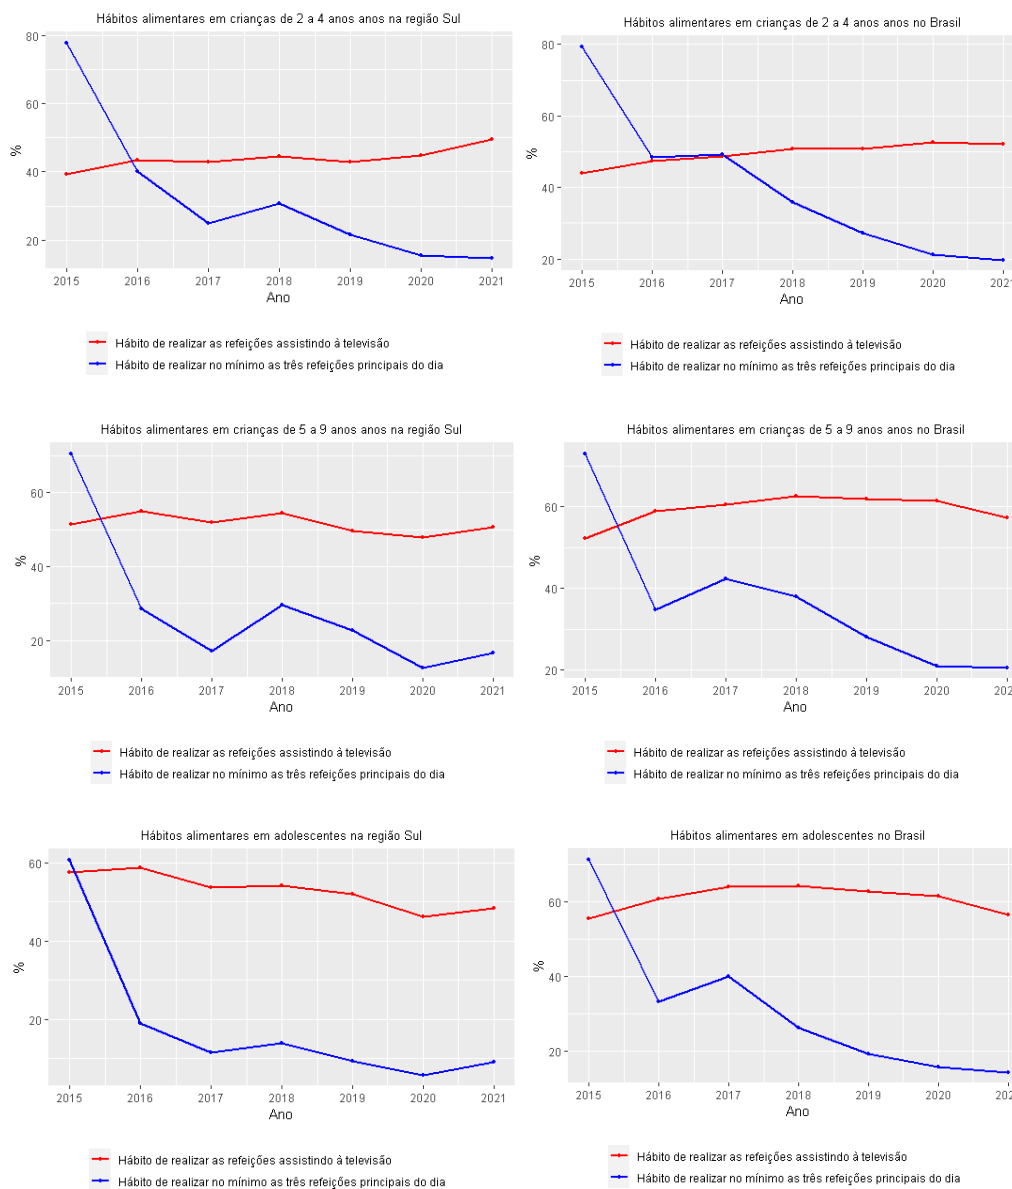 Hábitos alimentares em crianças de 2 a 4 anos anos na região Sul
80
60
40
20
%
2015 2016 2017 2018 2019 2020 2021
Ano
Hábito de realizar as refeições assistindo à televisão
Hábito de realizar no mínimo as três refeições principais do dia
Hábitos alimentares em crianças de 2 a 4 anos anos no Brasil
80
60
40
20
%
2015 2016 2017 2018 2019 2020 2021
Ano
Hábito de realizar as refeições assistindo à televisão
Hábito de realizar no mínimo as três refeições principais do dia
Hábitos alimentares em crianças de 5 a 9 anos anos na região Sul
60
40
20
%
2015 2016 2017 2018 2019 2020 2021
Ano
Hábito de realizar as refeições assistindo à televisão
Hábito de realizar no mínimo as três refeições principais do dia
Hábitos alimentares em crianças de 5 a 9 anos anos no Brasil
60
40
20
%
2015 2016 2017 2018 2019 2020 202
Ano
Hábito de realizar as refeições assistindo à televisão
Hábito de realizar no mínimo as três refeições principais do dia
Hábitos alimentares em adolescentes na região Sul
60
40
20
%
2015 2016 2017 2018 2019 2020 2021
Ano
Hábito de realizar as refeições assistindo à televisão
Hábito de realizar no mínimo as três refeições principais do dia
Hábitos alimentares em adolescentes no Brasil
60
40
20
%
2015 2016 2017 2018 2019 2020 202
Ano
Hábito de realizar as refeições assistindo à televisão
Hábito de realizar no mínimo as três refeições principais do dia